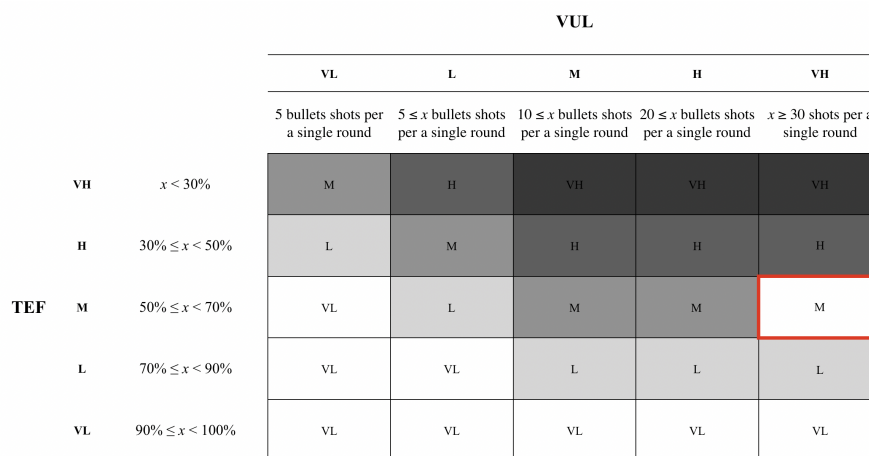 VUL
VL L M H VH
5 bullets shots per 5 ≤ x bullets shots 10 ≤ x bullets shots 20 ≤ x bullets shots x ≥ 30 shots per a
a single round per a single round per a single round per a single round single round
VH x < 30% M H VH VH VH
H 30% ≤ x < 50% L M H H H
TEF M 50% ≤ x < 70% VL L M M M
L 70% ≤ x < 90% VL VL L L L
VL 90% ≤ x < 100% VL VL VL VL VL